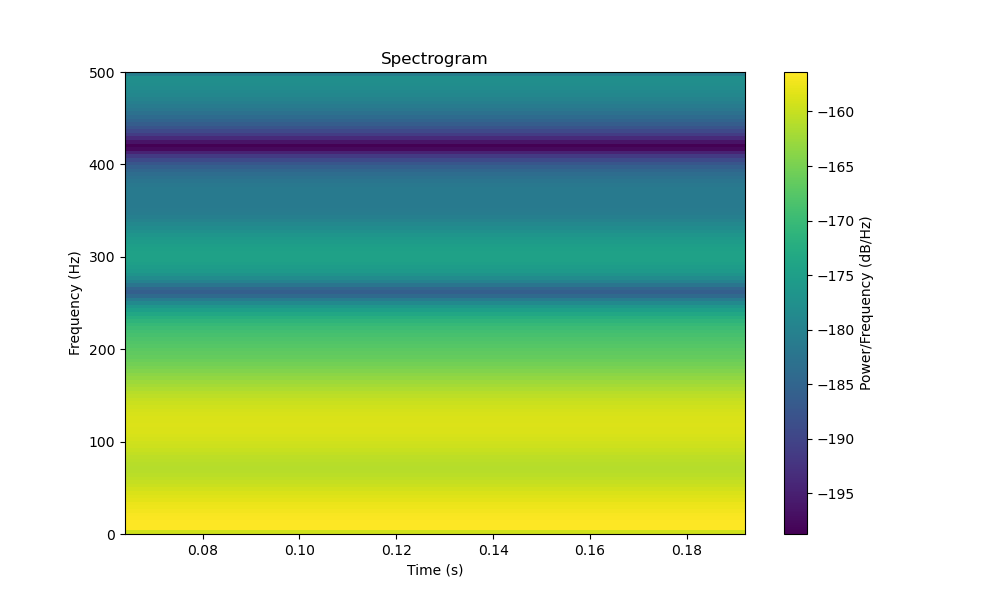 Spectrogram
500
400
300
200
100
0
Frequency (Hz)
0.08 0.10 0.12 0.14 0.16 0.18
Time (s)
−160
−165
−170
−175
−180
−185
−190
−195
Power/Frequency (dB/Hz)